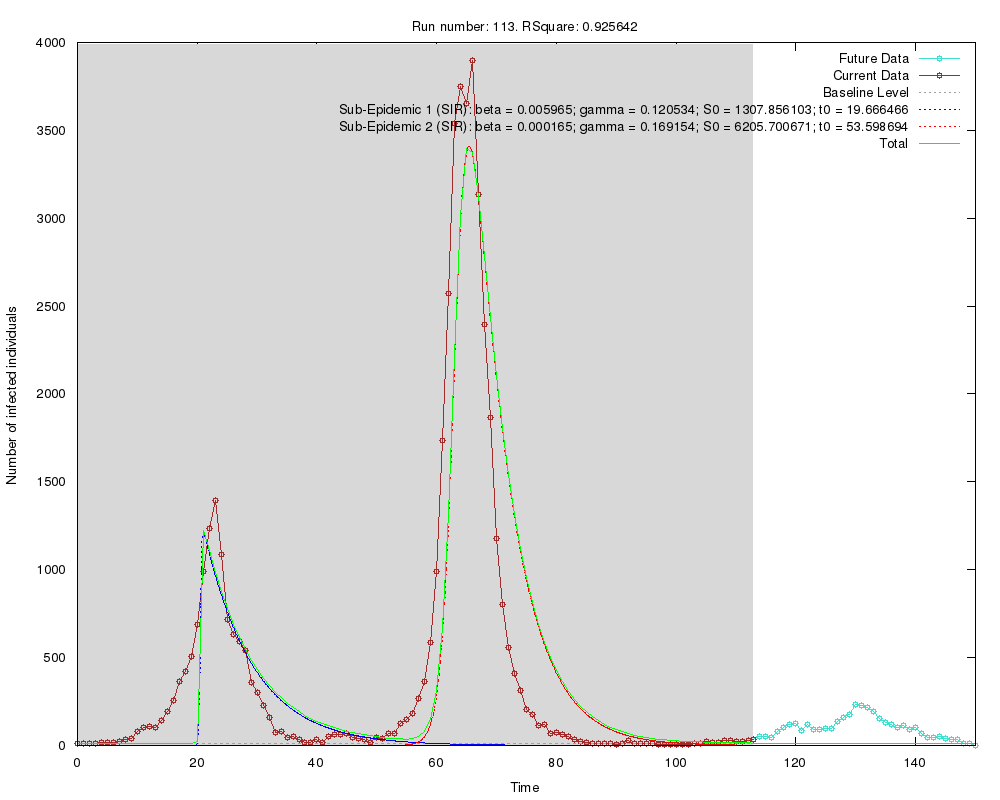 Run number: 113. RSquare: 0.925642
4000
3500
3000
2500
2000
1500
1000
500
0
0
20
40
60
80
100
120
140
Number of infected individuals
Time
Future Data
Current Data
Baseline Level
Sub-Epidemic 1 (SIR): beta = 0.005965; gamma = 0.120534; S0 = 1307.856103; t0 = 19.666466
Sub-Epidemic 2 (SIR): beta = 0.000165; gamma = 0.169154; S0 = 6205.700671; t0 = 53.598694
Total